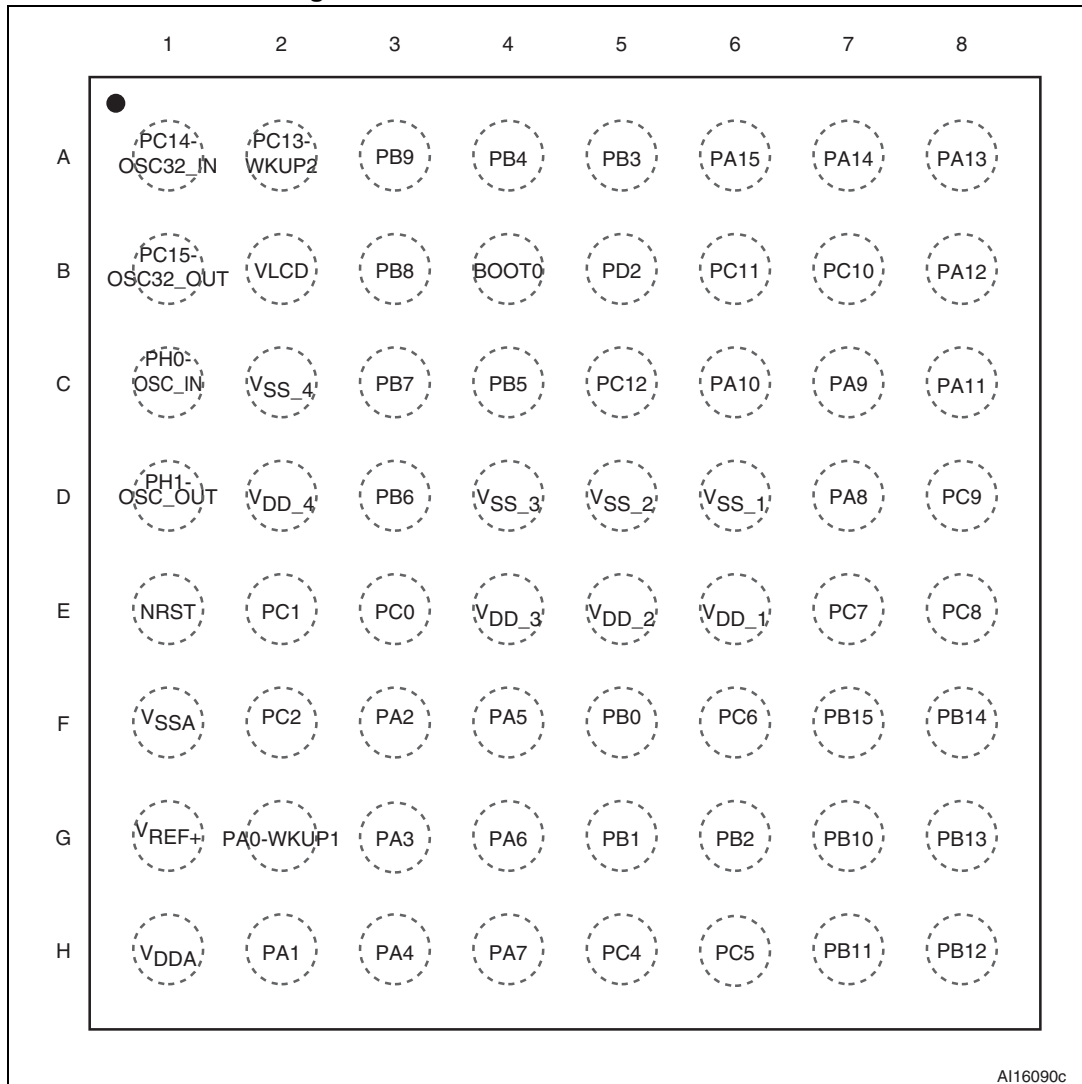 1 2 3 4 5 6 7 8
A PC14-OSC32_IN PC13-WKUP2 PB9 PB4 PB3 PA15 PA14 PA13
B PC15-OSC32_OUT VLCD PB8 BOOT0 PD2 PC11 PC10 PA12
C PH0-OSC_IN VSS_4 PB7 PB5 PC12 PA10 PA9 PA11
D PH1-OSC_OUT VDD_4 PB6 VSS_3 VSS_2 VSS_1 PA8 PC9
E NRST PC1 PC0 VDD_3 VDD_2 VDD_1 PC7 PC8
F VSSA PC2 PA2 PA5 PB0 PC6 PB15 PB14
G VREF+ PA0-WKUP1 PA3 PA6 PB1 PB2 PB10 PB13
H VDDA PA1 PA4 PA7 PC4 PC5 PB11 PB12
AI16090c